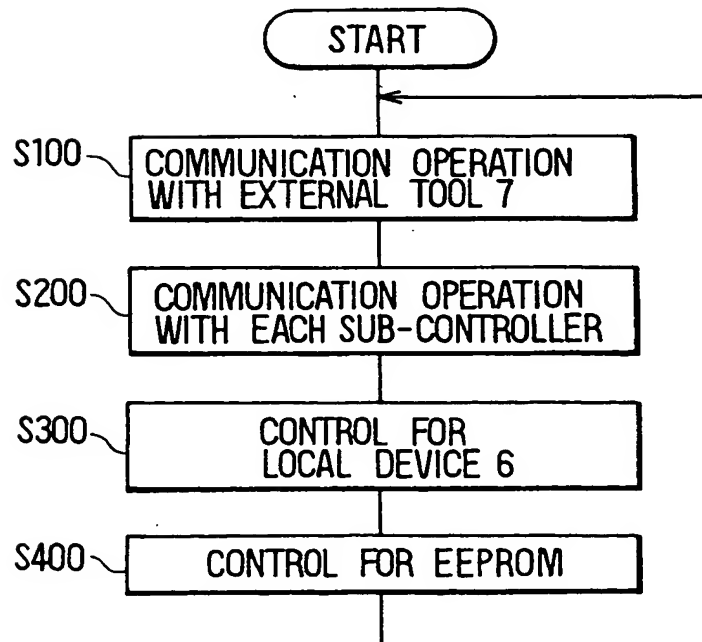 START
S100
COMMUNICATION OPERATION
WITH EXTERNAL TOOL 7
S200
COMMUNICATION OPERATION
WITH EACH SUB-CONTROLLER
S300
CONTROL FOR
LOCAL DEVICE 6
S400
CONTROL FOR EEPROM